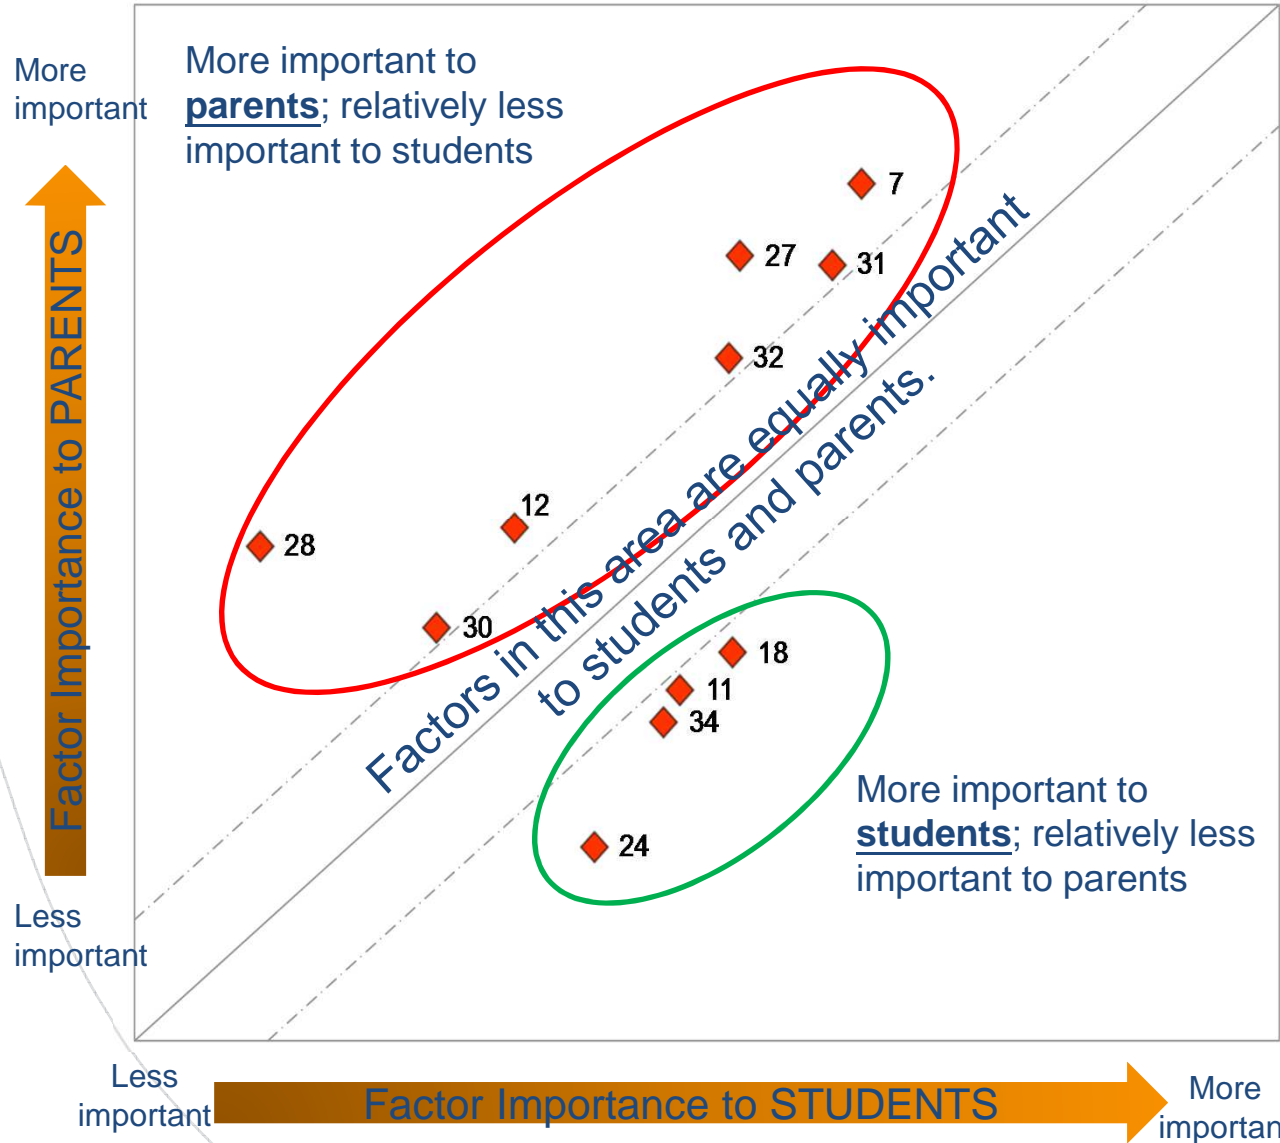 More important to
parents; relatively less
important to students
More
important
Factor Importance to PARENTS
Less
important
7
27
31
32
12
28
30
Factors in this area are equally important
to students and parents.
18
11
34
24
More important to
students; relatively less
important to parents
Less
important
Factor Importance to STUDENTS
More
importan